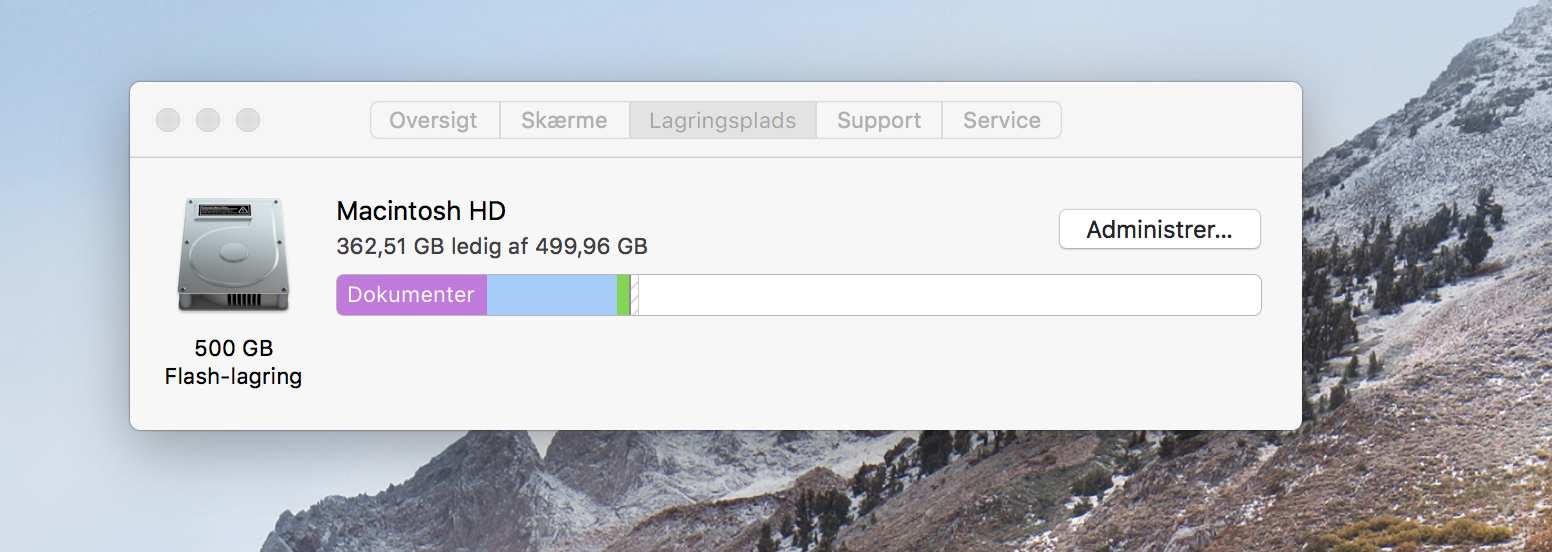 Oversigt Skærme Lagringsplads Support Service
Macintosh HD
362,51 GB ledig af 499,96 GB
Administrer...
Dokumenter
500 GB
Flash-lagring